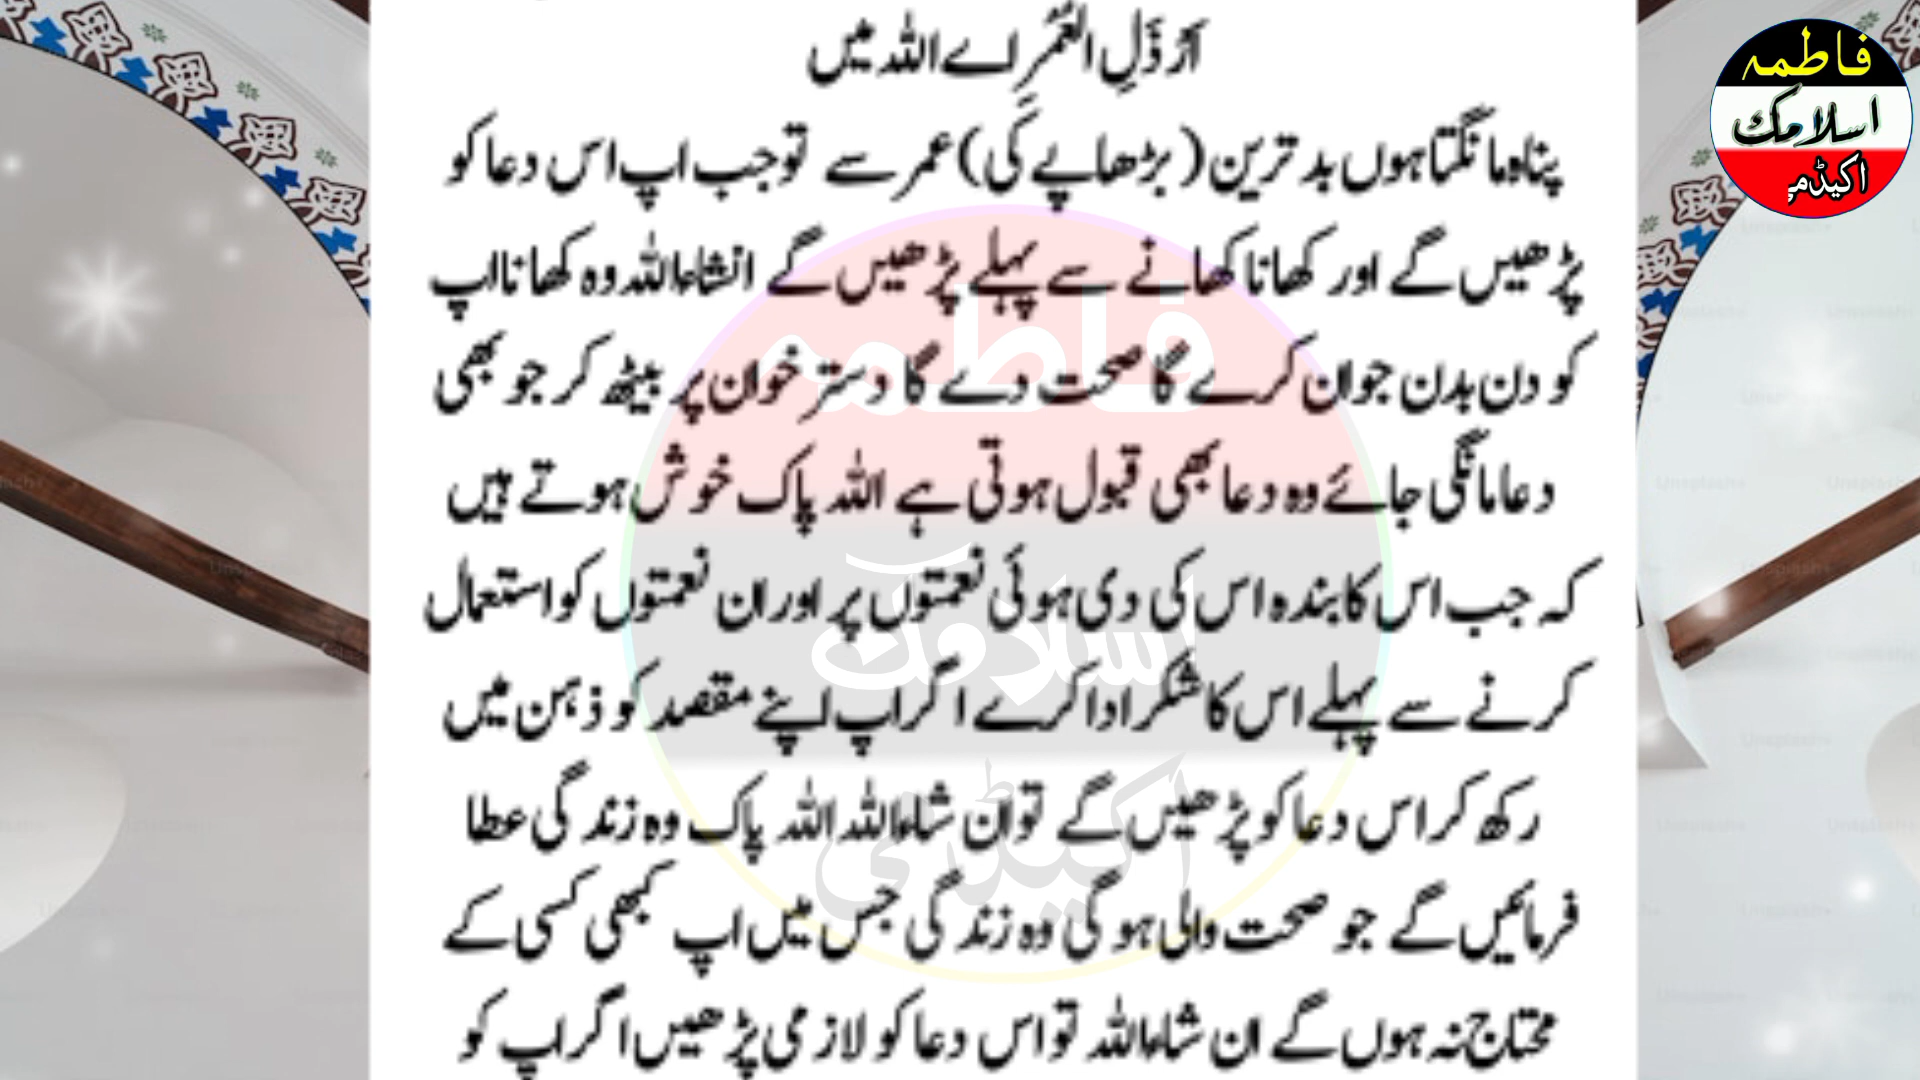 اَرْذَلِ الْعُمُرِ اے اللہ میں
پناہ مانگتا ہوں بدترین (بڑھاپے کی) عمر سے تو جب اپ اس دعا کو
پڑھیں گے اور کھانا کھانے سے پہلے پڑھیں گے انشاءاللہ وہ کھانا اپ
کو دن بدن جوان کرے گا صحت دے گا دسترخوان پر بیٹھ کر جو بھی
دعا مانگی جائے وہ دعا بھی قبول ہوتی ہے اللہ پاک خوش ہوتے ہیں
کہ جب اس کا بندہ اس کی دی ہوئی نعمتوں پر اور ان نعمتوں کو استعمال
کرنے سے پہلے اس کا شکر ادا کرے اگر اپ اپنے مقصد کو ذہن میں
رکھ کر اس دعا کو پڑھیں گے تو ان شاءاللہ اللہ پاک وہ زندگی عطا
فرمائیں گے جو صحت والی ہوگی وہ زندگی جس میں اپ کبھی کسی کے
محتاج نہ ہوں گے ان شاءاللہ تو اس دعا کو لازمی پڑھیں اگر اپ کو
فاطمہ
اسلامک
اکیڈمی
فاطمہ
اسلامک
اکیڈمی